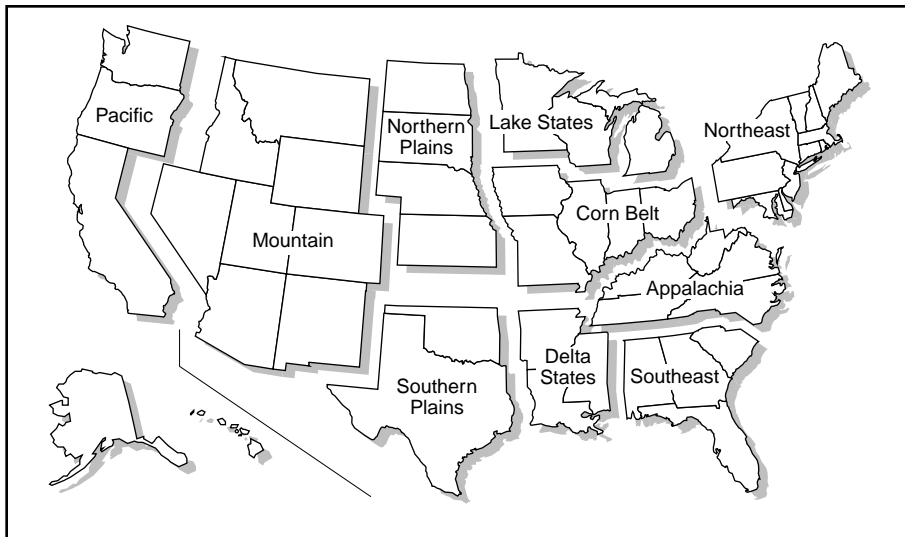 Pacific
Northern
Plains
Lake States
Northeast
Mountain
Corn Belt
Appalachia
Southern
Plains
Delta
States
Southeast